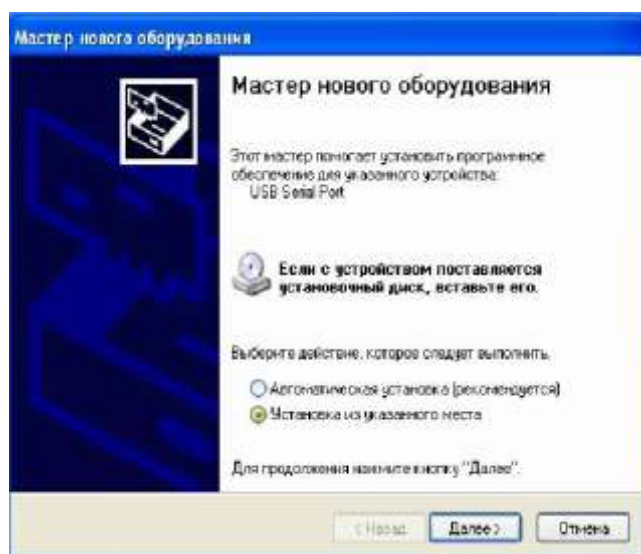 Мастер нового оборудования
Мастер нового оборудования
Этот мастер помогает установить программное
обеспечение для указанного устройства:
USB Serial Port
Если с устройством поставляется
установочный диск, вставьте его.
Выберите действие, которое следует выполнить.
Автоматическая установка (рекомендуется)
Установка из указанного места
Для продолжения нажмите кнопку "Далее".
< Назад
Далее >
Отмена